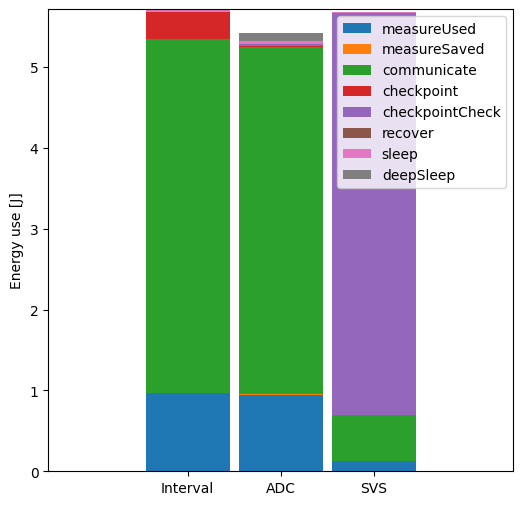 measureUsed
measureSaved
communicate
checkpoint
checkpointCheck
recover
sleep
deepSleep
Energy use [J]
5
4
3
2
1
0
Interval
ADC
SVS